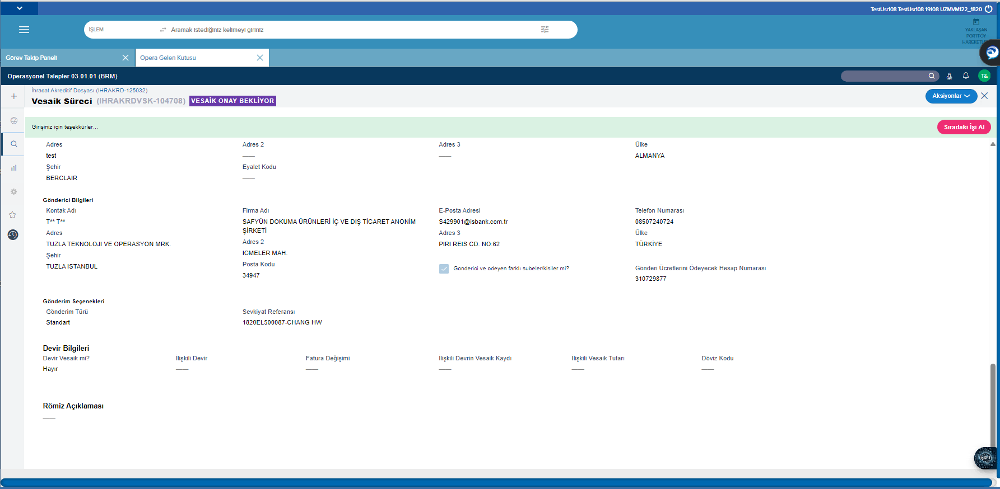 TestUsr108 TestUsr108 19108 UZMVM122_1820
İŞLEM
Aramak istediğiniz kelimeyi giriniz
YAKLAŞAN
PORTFÖY
Görev Takip Paneli
Opera Gelen Kutusu
Operasyonel Talepler 03.01.01 (BRM)
T&
İhracat Akreditif Dosyası (IHRAKRD-125032)
Vesaik Süreci (IHRAKRDVSK-104708) VESAİK ONAY BEKLİYOR
Aksiyonlar
Girişiniz için teşekkürler...
Sıradaki İşi Al
Adres Adres 2 Adres 3 Ülke
test ALMANYA
Şehir Eyalet Kodu
BERCLAIR
Gönderici Bilgileri
Kontak Adı Firma Adı E-Posta Adresi Telefon Numarası
T** T** SAFYÜN DOKUMA ÜRÜNLERİ İÇ VE DIŞ TİCARET ANONİM S429901@isbank.com.tr 08507240724
ŞİRKETİ
Adres Adres 3 Ülke
Adres 2
TUZLA TEKNOLOJI VE OPERASYON MRK. PIRI REIS CD. NO:62 TÜRKİYE
ICMELER MAH.
Şehir
Posta Kodu
TUZLA ISTANBUL Gonderici ve odeyen farklı subeler/kisiler mi? Gönderi Ücretlerini Ödeyecek Hesap Numarası
34947 310729877
Gönderim Seçenekleri
Gönderim Türü Sevkiyat Referansı
Standart 1820EL500087-CHANG HW
Devir Bilgileri
Devir Vesaik mi? İlişkili Devir Fatura Değişimi İlişkili Devrin Vesaik Kaydı İlişkili Vesaik Tutarı Döviz Kodu
Hayır
Römiz Açıklaması